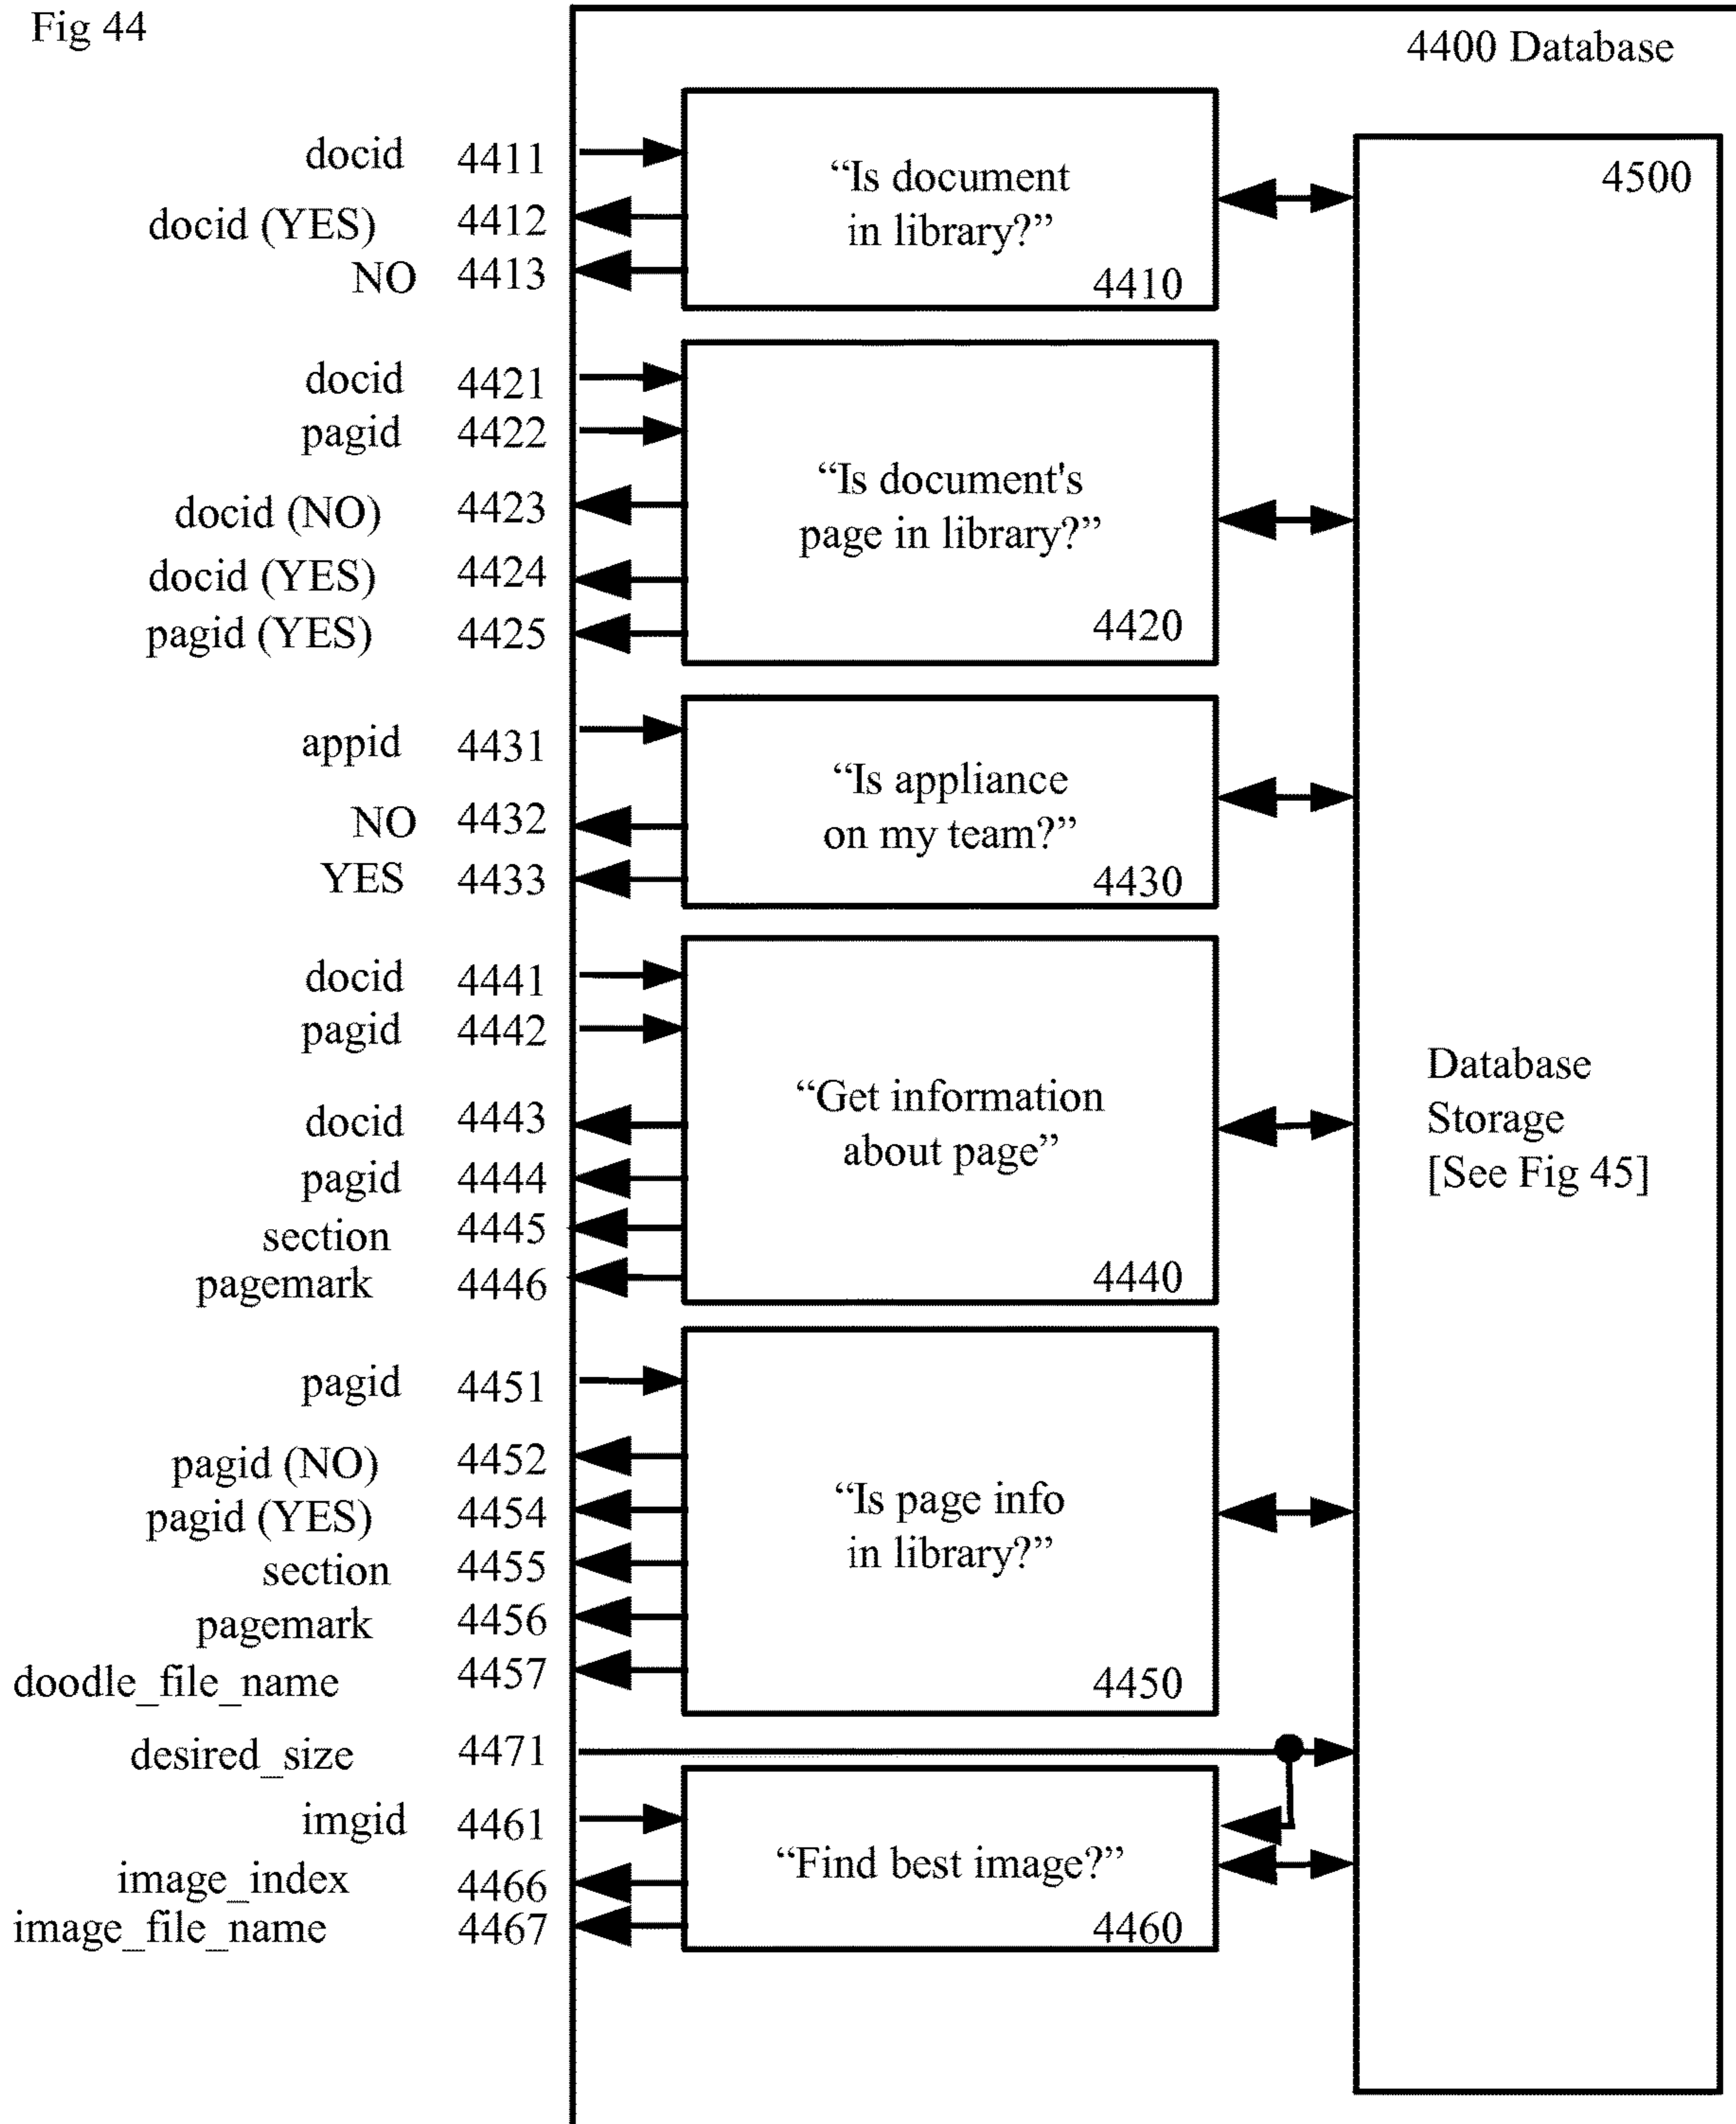 Fig 44
4400 Database
4500
docid 4411
docid (YES) 4412
NO 4413
“Is document
in library?”
4410
docid 4421
pagid 4422
docid (NO) 4423
docid (YES) 4424
pagid (YES) 4425
“Is document's
page in library?”
4420
appid 4431
NO 4432
YES 4433
“Is appliance
on my team?”
4430
docid 4441
pagid 4442
docid 4443
pagid 4444
section 4445
pagemark 4446
“Get information
about page”
4440
Database
Storage
[See Fig 45]
pagid 4451
pagid (NO) 4452
pagid (YES) 4454
section 4455
pagemark 4456
doodle_file_name 4457
“Is page info
in library?”
4450
desired_size 4471
imgid 4461
image_index 4466
image_file_name 4467
“Find best image?”
4460